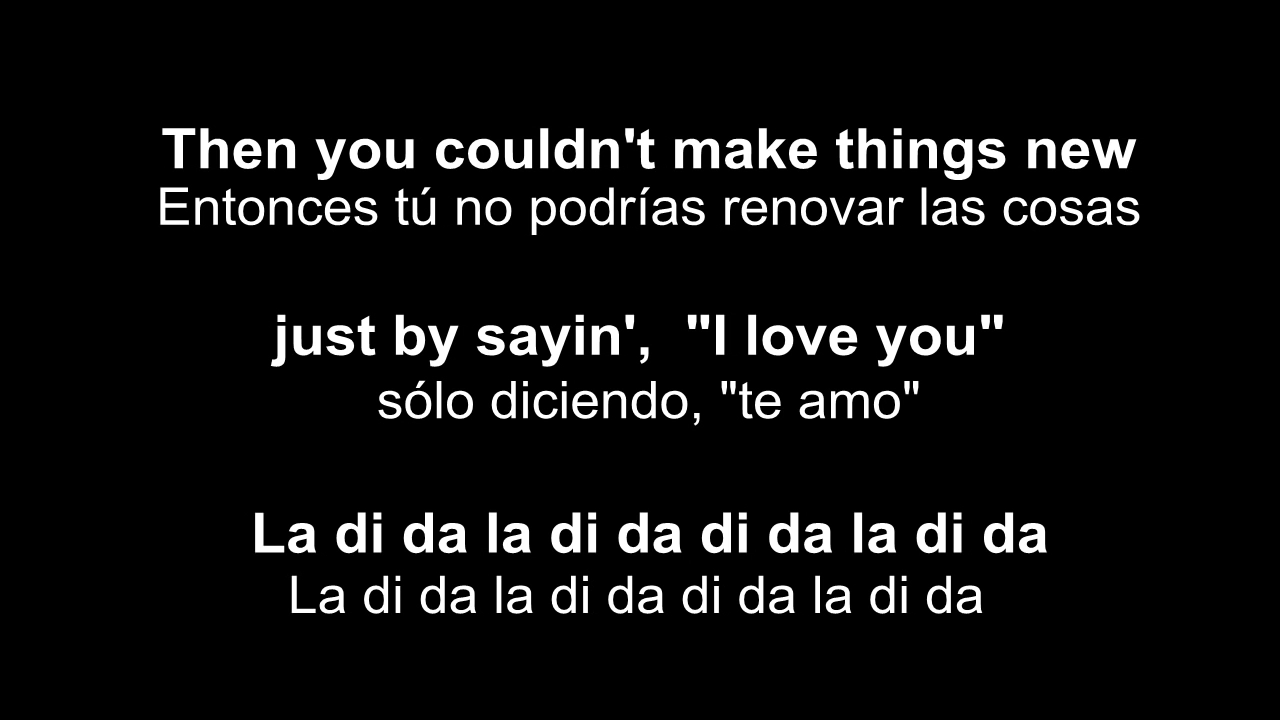 Then you couldn't make things new
Entonces tú no podrías renovar las cosas
just by sayin',  "I love you"
sólo diciendo, "te amo"
La di da la di da di da la di da
La di da la di da di da la di da